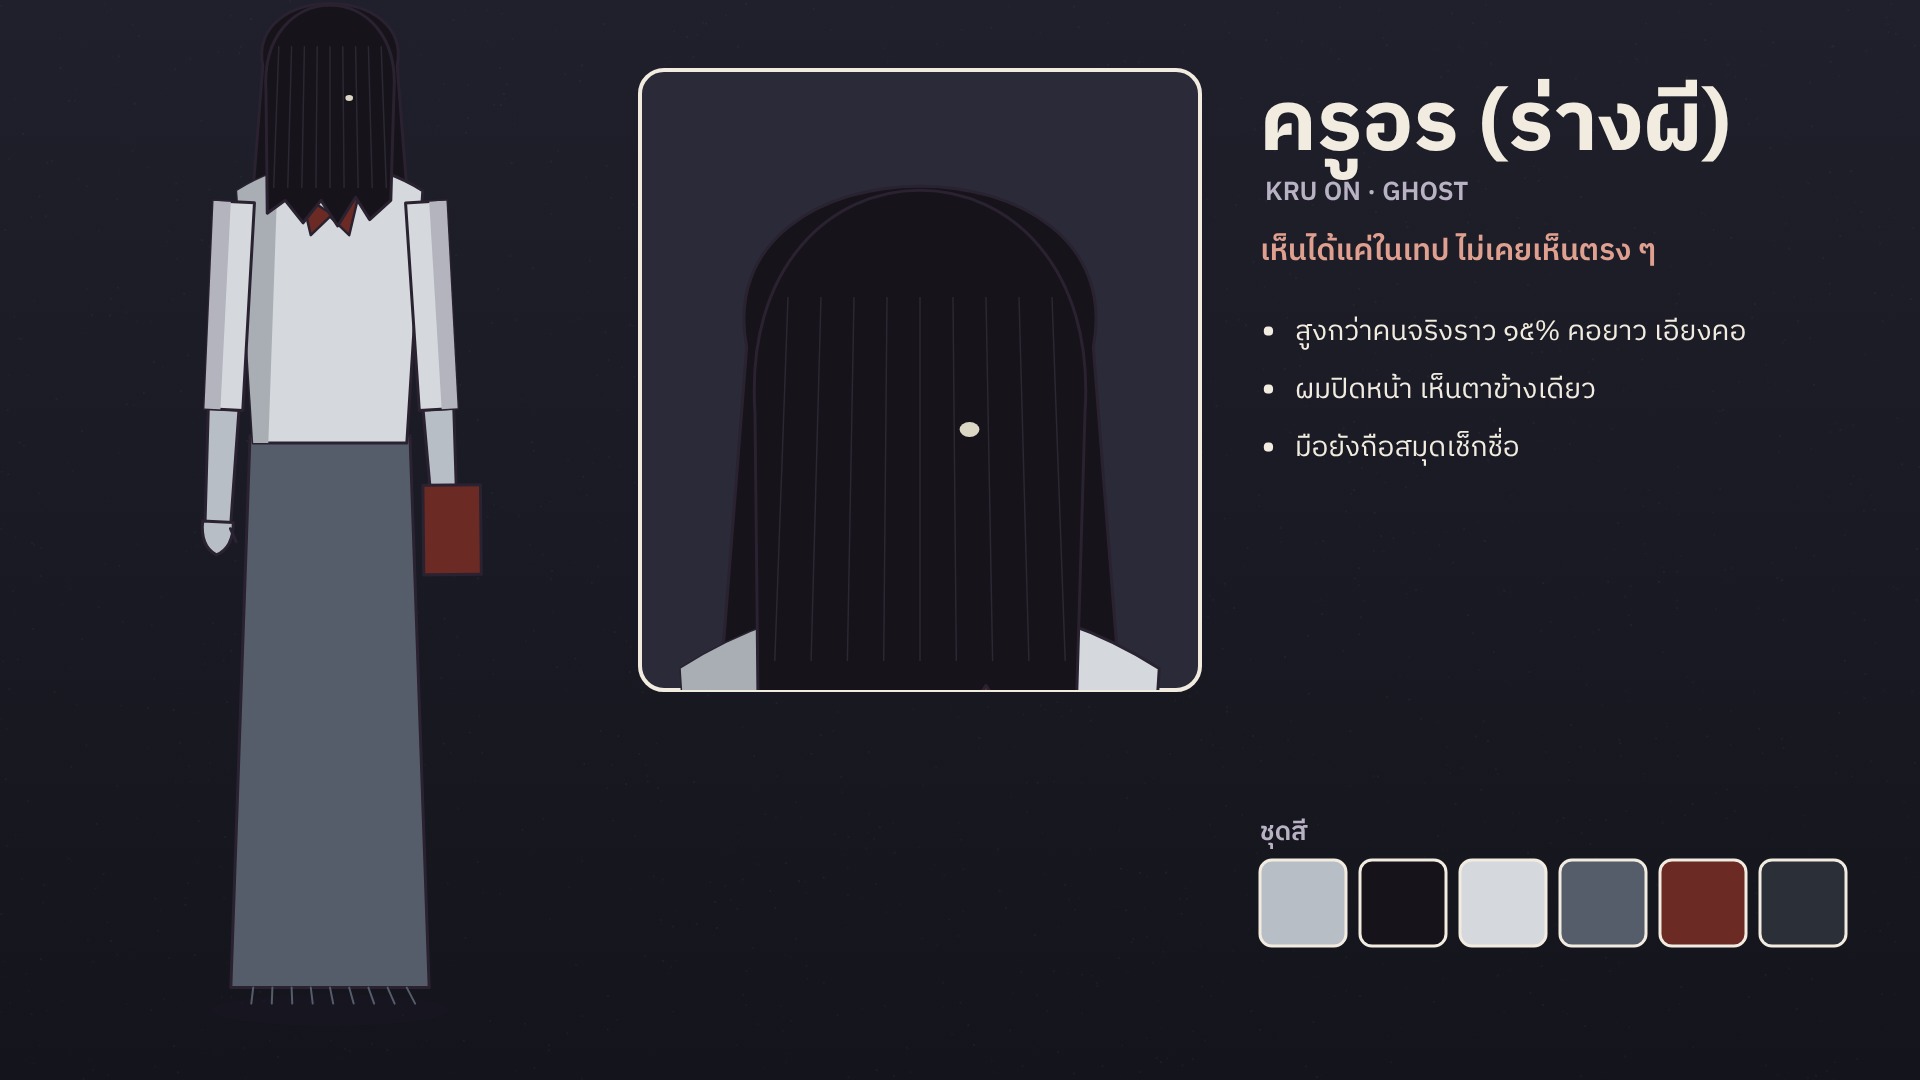 ครูอร (ร่างผี)
KRU ON · GHOST
เห็นได้แค่ในเทป ไม่เคยเห็นตรง ๆ
• สูงกว่าคนจริงราว ๑๕% คอยาว เอียงคอ
• ผมปิดหน้า เห็นตาข้างเดียว
• มือยังถือสมุดเช็กชื่อ
ชุดสี